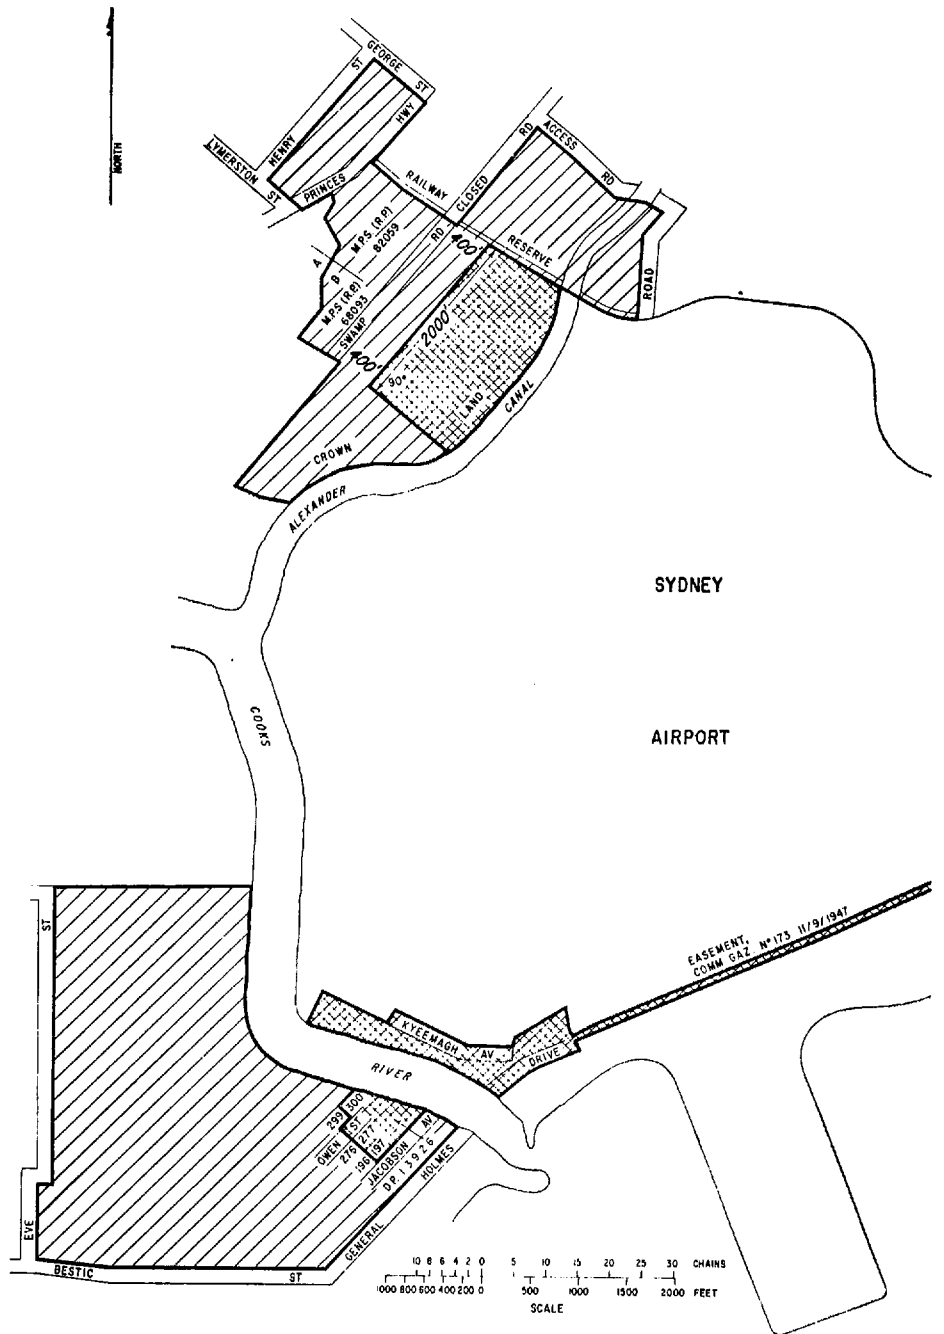 NORTH
GEORGE ST
HENRY ST
LYMERSTON ST
PRINCES HWY
RAILWAY
RESERVE
CLOSED RD
ACCESS RD
ROAD
M.P.S. (R.P.)
82059
A
B
M.P.S (R.P.)
68093
SWAMP RD
400'
2000'
400'
90°
LAND
CANAL
CROWN
ALEXANDER
SYDNEY
AIRPORT
COOKS
RIVER
EASEMENT,
COMM GAZ N° 173 11/9/1947
KYEEMAGH AV
DRIVE
299 300
OWEN ST
276 277
196 197
JACOBSON AV
D.P. 13926
GENERAL HOLMES
EVE ST
BESTIC ST
10 8 6 4 2 0 5 10 15 20 25 30 CHAINS
1000 800 600 400 200 0 500 1000 1500 2000 FEET
SCALE